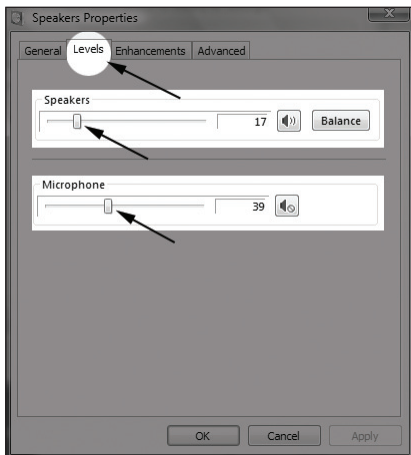 Speakers Properties
General Levels Enhancements Advanced
Speakers
17 Balance
Microphone
39
OK Cancel Apply